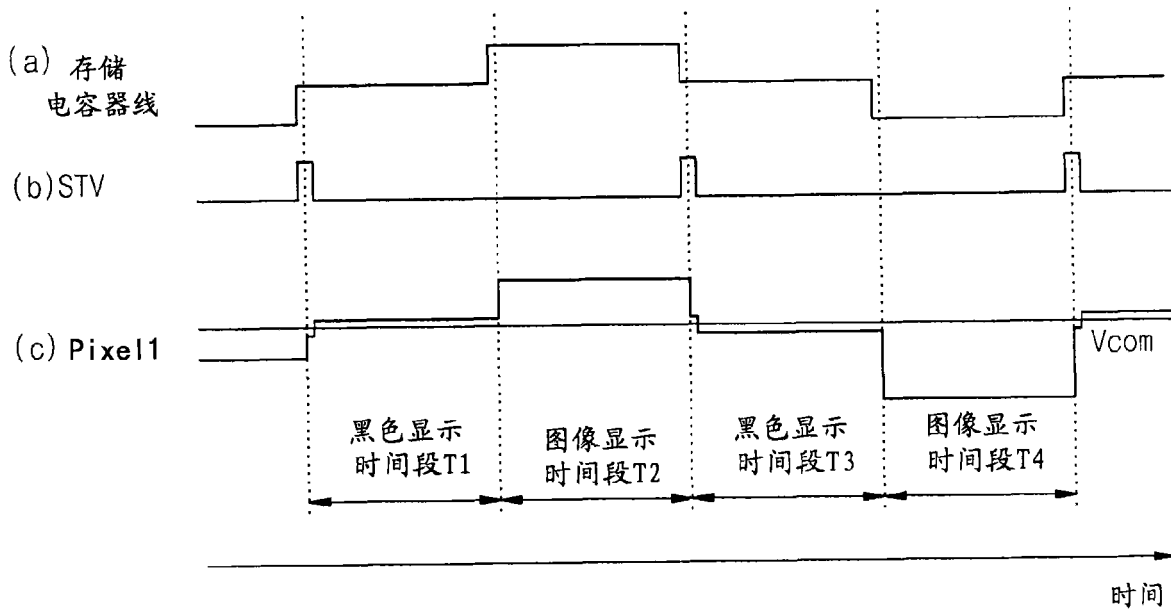 (a) 存储
电容器线
(b)STV
(c) Pixel1
Vcom
黑色显示
时间段T1
图像显示
时间段T2
黑色显示
时间段T3
图像显示
时间段T4
时间